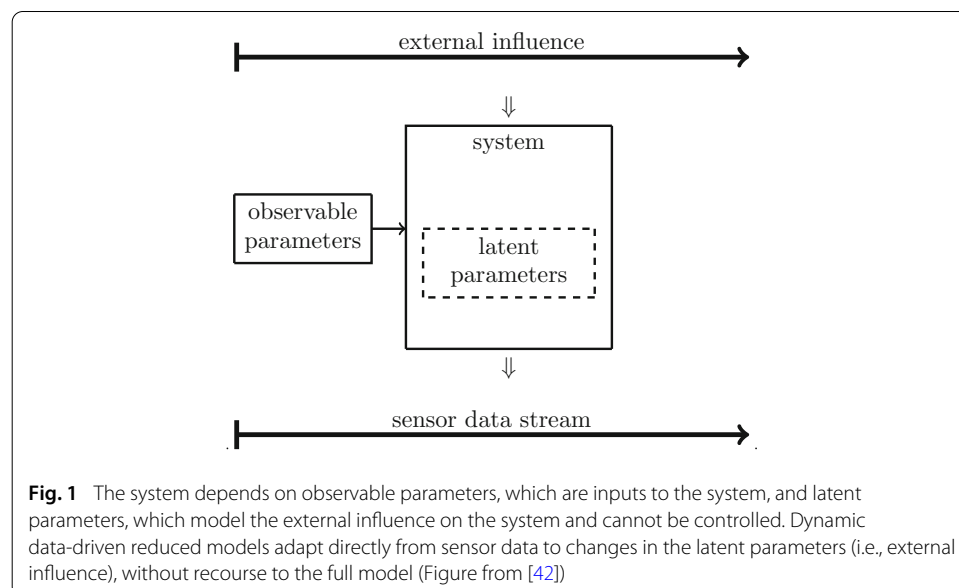 external influence
⇓
system
observable
parameters
latent
parameters
⇓
sensor data stream
Fig. 1 The system depends on observable parameters, which are inputs to the system, and latent
parameters, which model the external influence on the system and cannot be controlled. Dynamic
data-driven reduced models adapt directly from sensor data to changes in the latent parameters (i.e., external
influence), without recourse to the full model (Figure from [42])